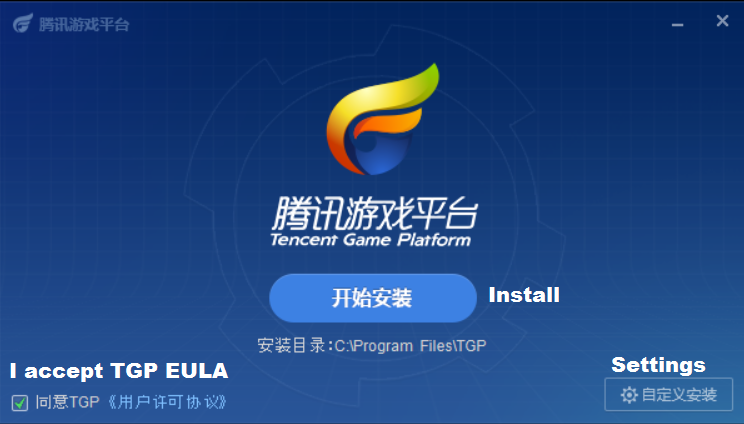 腾讯游戏平台
腾讯游戏平台
Tencent Game Platform
开始安装 Install
安装目录:C:\Program Files\TGP
I accept TGP EULA
同意TGP《用户许可协议》
Settings
自定义安装